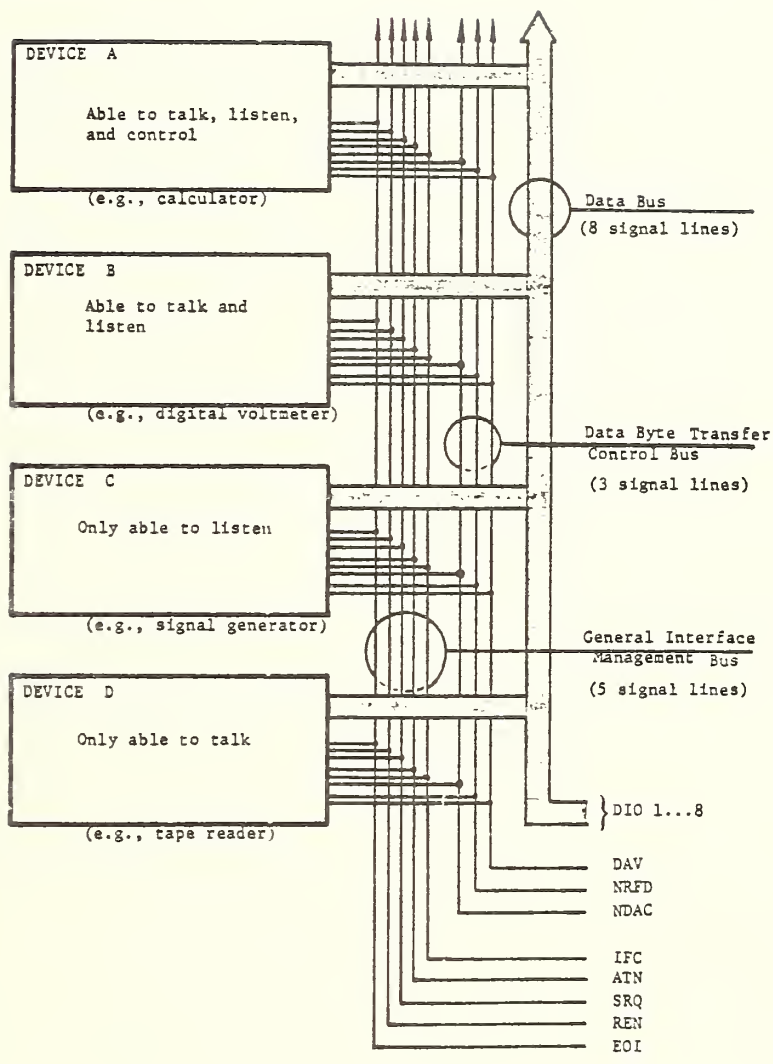 DEVICE A
Able to talk, listen,
and control
(e.g., calculator)
Data Bus
(8 signal lines)
DEVICE B
Able to talk and
listen
(e.g., digital voltmeter)
Data Byte Transfer
Control Bus
(3 signal lines)
DEVICE C
Only able to listen
(e.g., signal generator)
General Interface
Management Bus
(5 signal lines)
DEVICE D
Only able to talk
(e.g., tape reader)
DIO 1...8
DAV
NRFD
NDAC
IFC
ATN
SRQ
REN
EOI